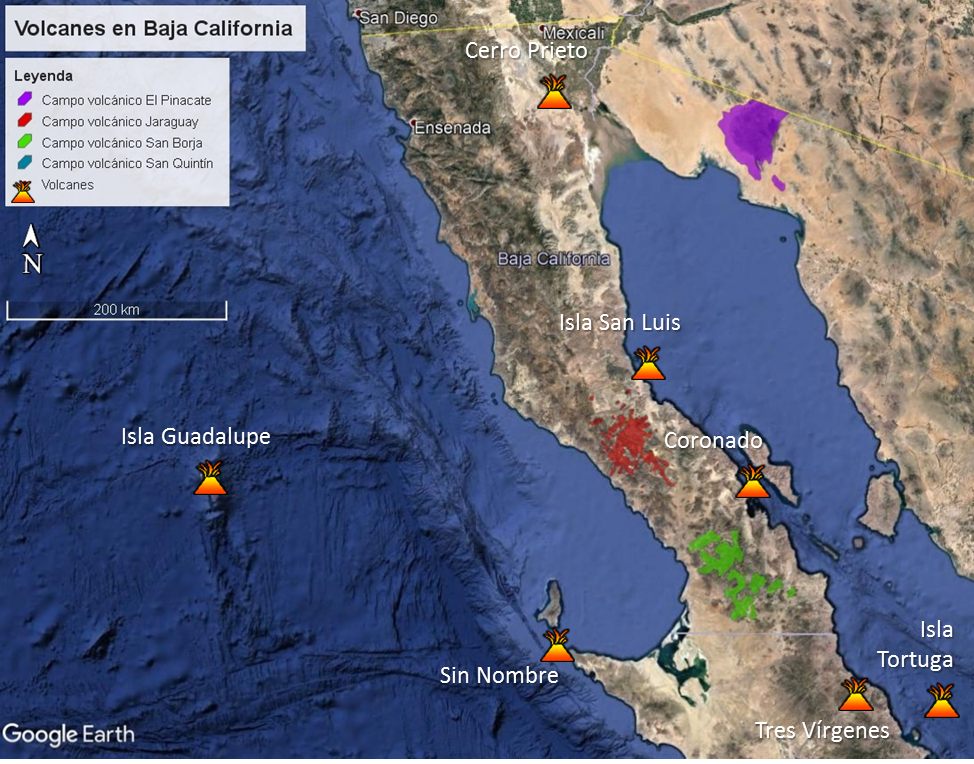 Volcanes en Baja California
Leyenda
Campo volcánico El Pinacate
Campo volcánico Jaraguay
Campo volcánico San Borja
Campo volcánico San Quintín
Volcanes
N
200 km
San Diego
Mexicali
Cerro Prieto
Ensenada
Baja California
Isla San Luis
Isla Guadalupe
Coronado
Isla
Tortuga
Sin Nombre
Tres Vírgenes
Google Earth